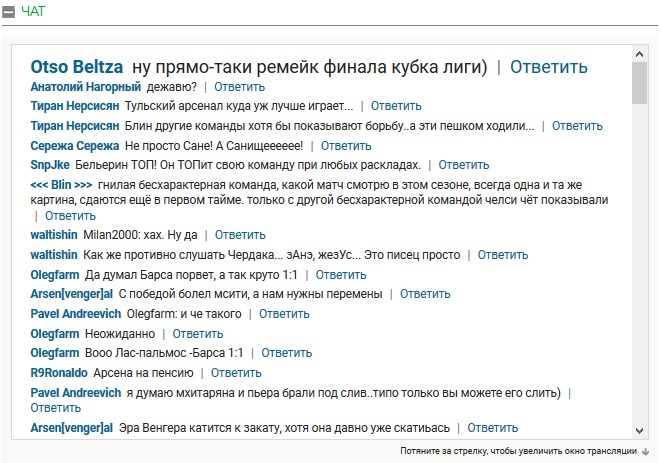 ЧАТ
Otso Beltza ну прямо-таки ремейк финала кубка лиги) | Ответить
Анатолий Нагорный дежавю? | Ответить
Тиран Нерсисян Тульский арсенал куда уж лучше играет... | Ответить
Тиран Нерсисян Блин другие команды хотя бы показывают борьбу..а эти пешком ходили... | Ответить
Сережа Сережа Не просто Сане! А Санищеееееее! | Ответить
SnpJke Бельерин ТОП! Он ТОПит свою команду при любых раскладах. | Ответить
<<< Blin >>> гнилая бесхарактерная команда, какой матч смотрю в этом сезоне, всегда одна и та же
картина, сдаются ещё в первом тайме. только с другой бесхарактерной командой челси чёт показывали
| Ответить
waltishin Milan2000: хах. Ну да | Ответить
waltishin Как же противно слушать Чердака... зАнэ, жезУс... Это писец просто | Ответить
Olegfarm Да думал Барса порвет, а так круто 1:1 | Ответить
Arsen[venger]al С победой болел мсити, а нам нужны перемены | Ответить
Pavel Andreevich Olegfarm: и че такого | Ответить
Olegfarm Неожиданно | Ответить
Olegfarm Вооо Лас-пальмос -Барса 1:1 | Ответить
R9Ronaldo Арсена на пенсию | Ответить
Pavel Andreevich я думаю мхитаряна и пьера брали под слив..типо только вы можете его слить) |
Ответить
Arsen[venger]al Эра Венгера катится к закату, хотя она давно уже скатиьась | Ответить
Потяните за стрелку, чтобы увеличить окно трансляции